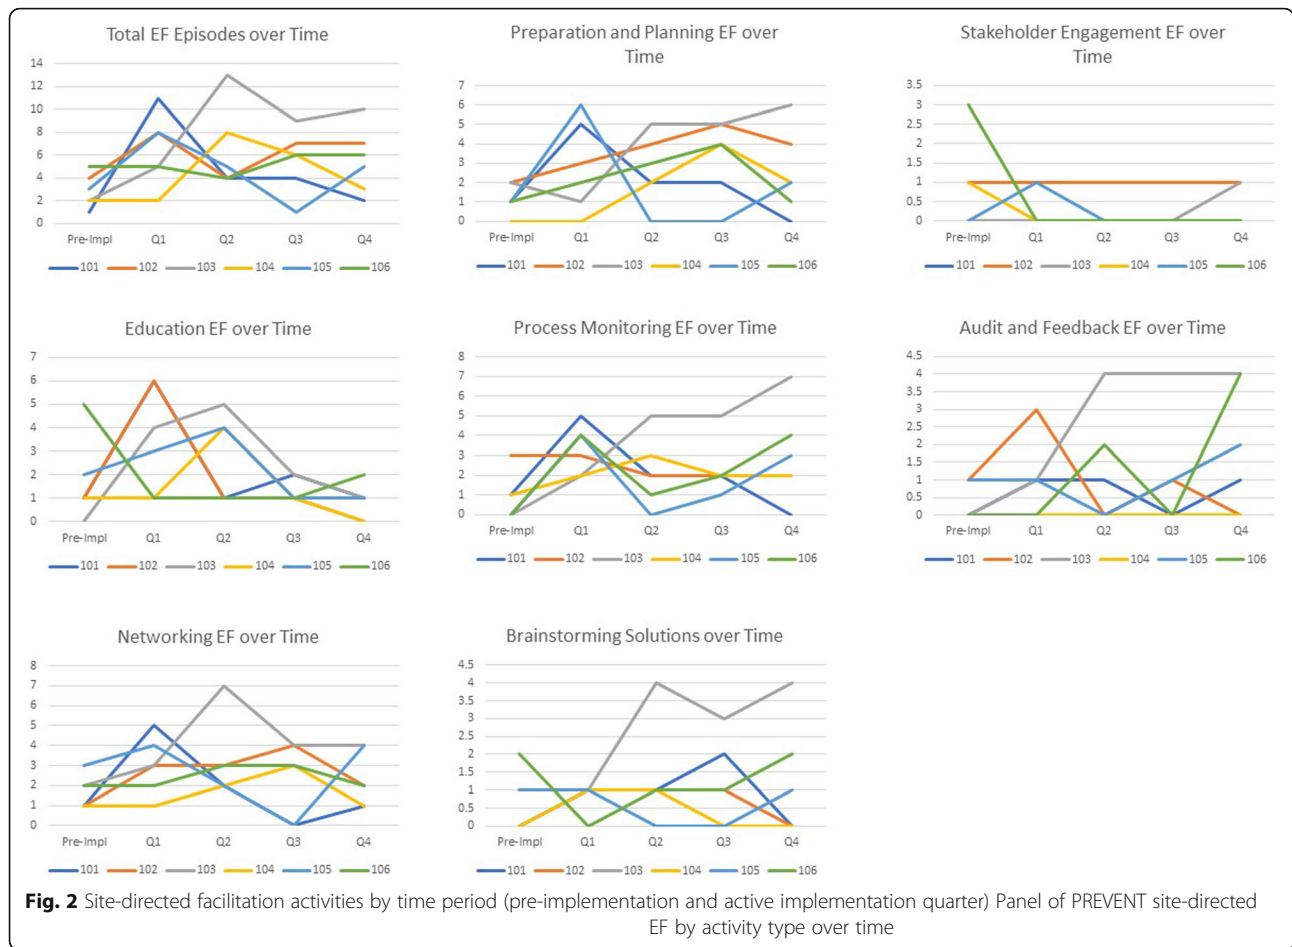 Total EF Episodes over Time
14
12
10
8
6
4
2
0
Pre-Impl Q1 Q2 Q3 Q4
101 102 103 104 105 106
Preparation and Planning EF over
Time
7
6
5
4
3
2
1
0
Pre-Impl Q1 Q2 Q3 Q4
101 102 103 104 105 106
Stakeholder Engagement EF over
Time
3.5
3
2.5
2
1.5
1
0.5
0
Pre-Impl Q1 Q2 Q3 Q4
101 102 103 104 105 106
Education EF over Time
7
6
5
4
3
2
1
0
Pre-Impl Q1 Q2 Q3 Q4
101 102 103 104 105 106
Process Monitoring EF over Time
8
7
6
5
4
3
2
1
0
Pre-Impl Q1 Q2 Q3 Q4
101 102 103 104 105 106
Audit and Feedback EF over Time
4.5
4
3.5
3
2.5
2
1.5
1
0.5
0
Pre-Impl Q1 Q2 Q3 Q4
101 102 103 104 105 106
Networking EF over Time
8
7
6
5
4
3
2
1
0
Pre-Impl Q1 Q2 Q3 Q4
101 102 103 104 105 106
Brainstorming Solutions over Time
4.5
4
3.5
3
2.5
2
1.5
1
0.5
0
Pre-Impl Q1 Q2 Q3 Q4
101 102 103 104 105 106
Fig. 2 Site-directed facilitation activities by time period (pre-implementation and active implementation quarter) Panel of PREVENT site-directed
EF by activity type over time